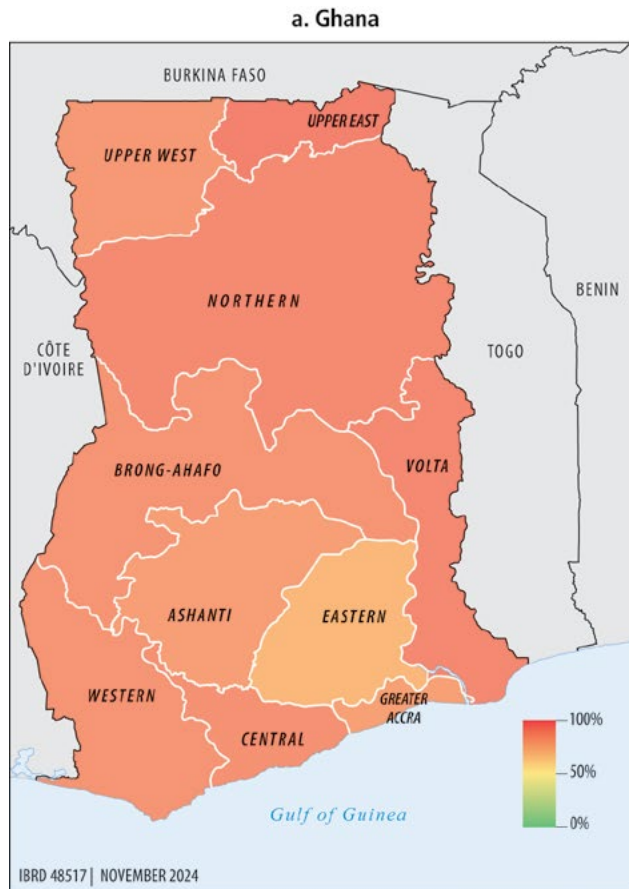 a. Ghana
BURKINA FASO
UPPER EAST
UPPER WEST
NORTHERN
BENIN
CÔTE
D'IVOIRE
TOGO
BRONG-AHAFO
VOLTA
ASHANTI
EASTERN
WESTERN
GREATER
ACCRA
CENTRAL
100%
50%
0%
Gulf of Guinea
IBRD 48517 | NOVEMBER 2024